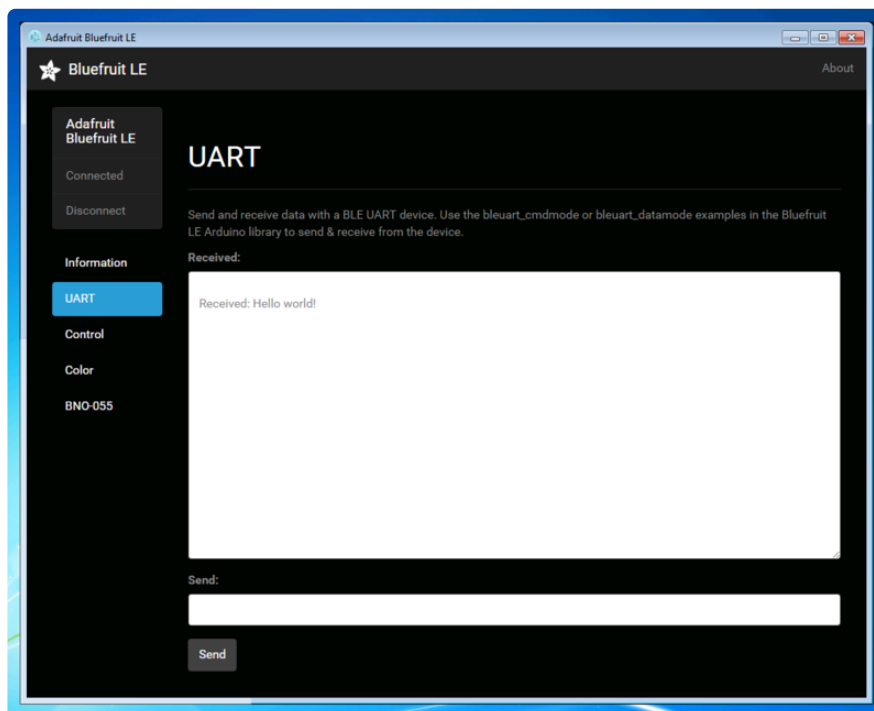 Adafruit Bluefruit LE
Bluefruit LE
About
Adafruit
Bluefruit LE
Connected
Disconnect
Information
UART
Control
Color
BNO-055
UART
Send and receive data with a BLE UART device. Use the bleuart_cmdmode or bleuart_datamode examples in the Bluefruit
LE Arduino library to send & receive from the device.
Received:
Received: Hello world!
Send:
Send